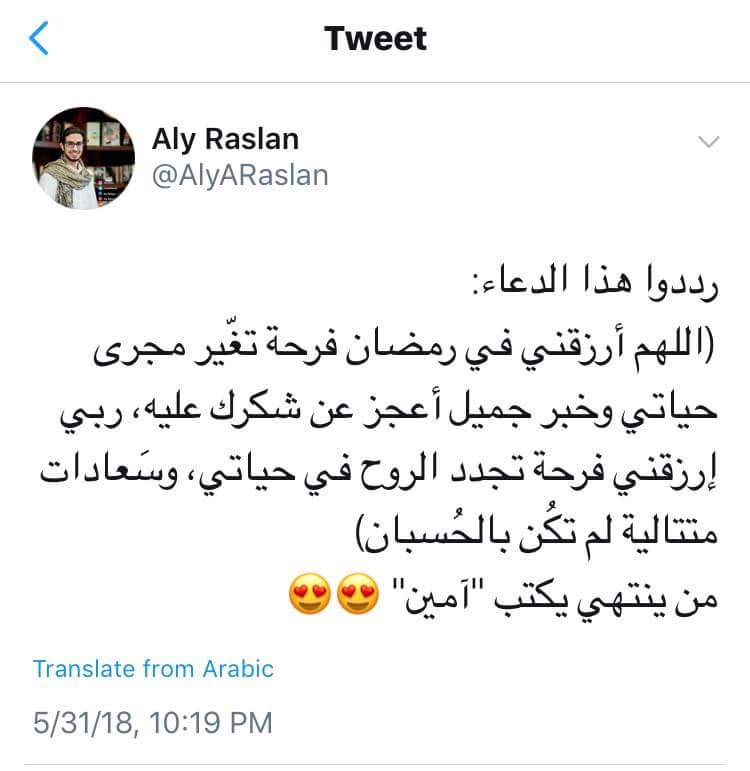 Tweet
Aly Raslan
@AlyARaslan
رددوا هذا الدعاء:
(اللهم أرزقني في رمضان فرحة تغّير مجرى
حياتي وخبر جميل أعجز عن شكرك عليه، ربي
إرزقني فرحة تجدد الروح في حياتي، وسَعادات
متتالية لم تكُن بالحُسبان)
من ينتهي يكتب "آمين" 😍😍
Translate from Arabic
5/31/18, 10:19 PM